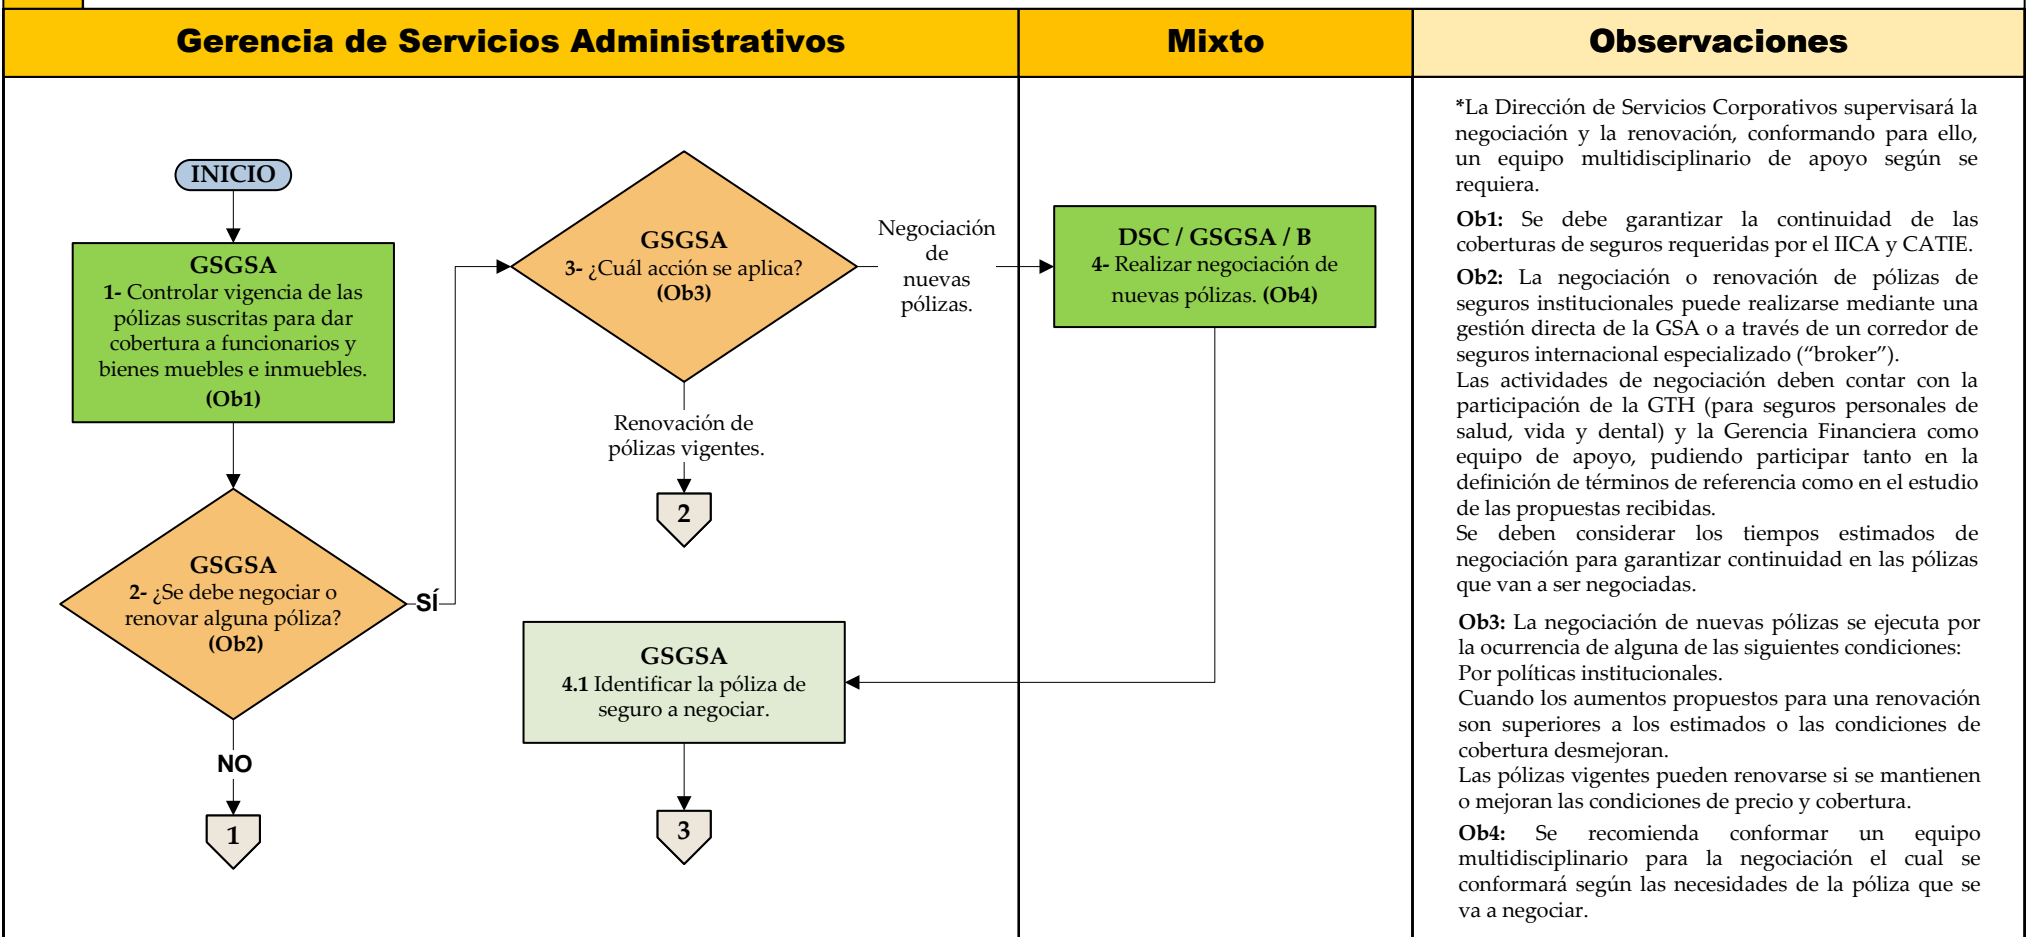 Gerencia de Servicios Administrativos
Mixto
Observaciones
INICIO
GSGSA
1- Controlar vigencia de las
pólizas suscritas para dar
cobertura a funcionarios y
bienes muebles e inmuebles.
(Ob1)
GSGSA
2- ¿Se debe negociar o
renovar alguna póliza?
(Ob2)
SÍ
NO
1
GSGSA
3- ¿Cuál acción se aplica?
(Ob3)
Negociación
de
nuevas
pólizas.
Renovación de
pólizas vigentes.
2
DSC / GSGSA / B
4- Realizar negociación de
nuevas pólizas. (Ob4)
GSGSA
4.1 Identificar la póliza de
seguro a negociar.
3
*La Dirección de Servicios Corporativos supervisará la
negociación y la renovación, conformando para ello,
un equipo multidisciplinario de apoyo según se
requiera.
Ob1: Se debe garantizar la continuidad de las
coberturas de seguros requeridas por el IICA y CATIE.
Ob2: La negociación o renovación de pólizas de
seguros institucionales puede realizarse mediante una
gestión directa de la GSA o a través de un corredor de
seguros internacional especializado (“broker”).
Las actividades de negociación deben contar con la
participación de la GTH (para seguros personales de
salud, vida y dental) y la Gerencia Financiera como
equipo de apoyo, pudiendo participar tanto en la
definición de términos de referencia como en el estudio
de las propuestas recibidas.
Se deben considerar los tiempos estimados de
negociación para garantizar continuidad en las pólizas
que van a ser negociadas.
Ob3: La negociación de nuevas pólizas se ejecuta por
la ocurrencia de alguna de las siguientes condiciones:
Por políticas institucionales.
Cuando los aumentos propuestos para una renovación
son superiores a los estimados o las condiciones de
cobertura desmejoran.
Las pólizas vigentes pueden renovarse si se mantienen
o mejoran las condiciones de precio y cobertura.
Ob4: Se recomienda conformar un equipo
multidisciplinario para la negociación el cual se
conformará según las necesidades de la póliza que se
va a negociar.